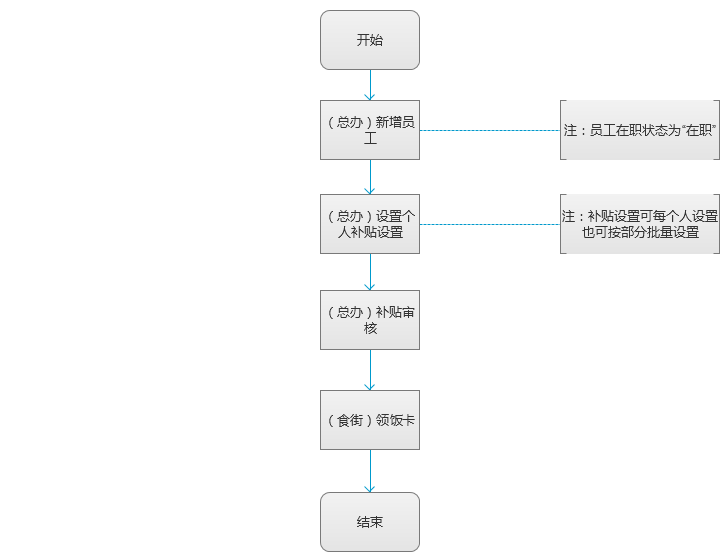 开始
（总办）新增员
工
注：员工在职状态为“在职”
（总办）设置个
人补贴设置
注：补贴设置可每个人设置
也可按部分批量设置
（总办）补贴审
核
（食街）领饭卡
结束